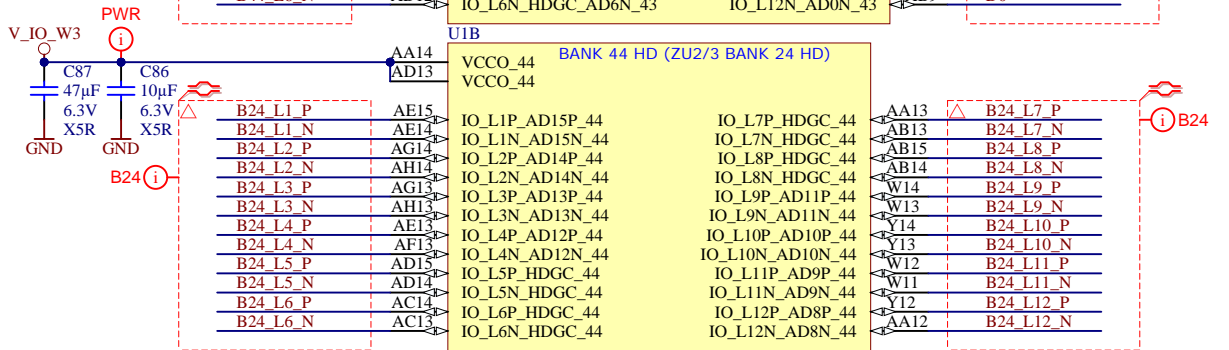 IO_L6N_HDGC_AD6N_43 IO_L12N_AD0N_43
PWR
V_IO_W3
U1B
BANK 44 HD (ZU2/3 BANK 24 HD)
AA14 VCCO_44
AD13 VCCO_44
C87 C86
47µF 10µF
6.3V 6.3V
X5R X5R
GND GND
B24_L1_P AE15 IO_L1P_AD15P_44 IO_L7P_HDGC_44 AA13 B24_L7_P
B24
B24_L1_N AE14 IO_L1N_AD15N_44 IO_L7N_HDGC_44 AB13 B24_L7_N
B24_L2_P AG14 IO_L2P_AD14P_44 IO_L8P_HDGC_44 AB15 B24_L8_P
B24_L2_N AH14 IO_L2N_AD14N_44 IO_L8N_HDGC_44 AB14 B24_L8_N
B24
B24_L3_P AG13 IO_L3P_AD13P_44 IO_L9P_AD11P_44 W14 B24_L9_P
B24_L3_N AH13 IO_L3N_AD13N_44 IO_L9N_AD11N_44 W13 B24_L9_N
B24_L4_P AE13 IO_L4P_AD12P_44 IO_L10P_AD10P_44 Y14 B24_L10_P
B24_L4_N AF13 IO_L4N_AD12N_44 IO_L10N_AD10N_44 Y13 B24_L10_N
B24_L5_P AD15 IO_L5P_HDGC_44 IO_L11P_AD9P_44 W12 B24_L11_P
B24_L5_N AD14 IO_L5N_HDGC_44 IO_L11N_AD9N_44 W11 B24_L11_N
B24_L6_P AC14 IO_L6P_HDGC_44 IO_L12P_AD8P_44 Y12 B24_L12_P
B24_L6_N AC13 IO_L6N_HDGC_44 IO_L12N_AD8N_44 AA12 B24_L12_N